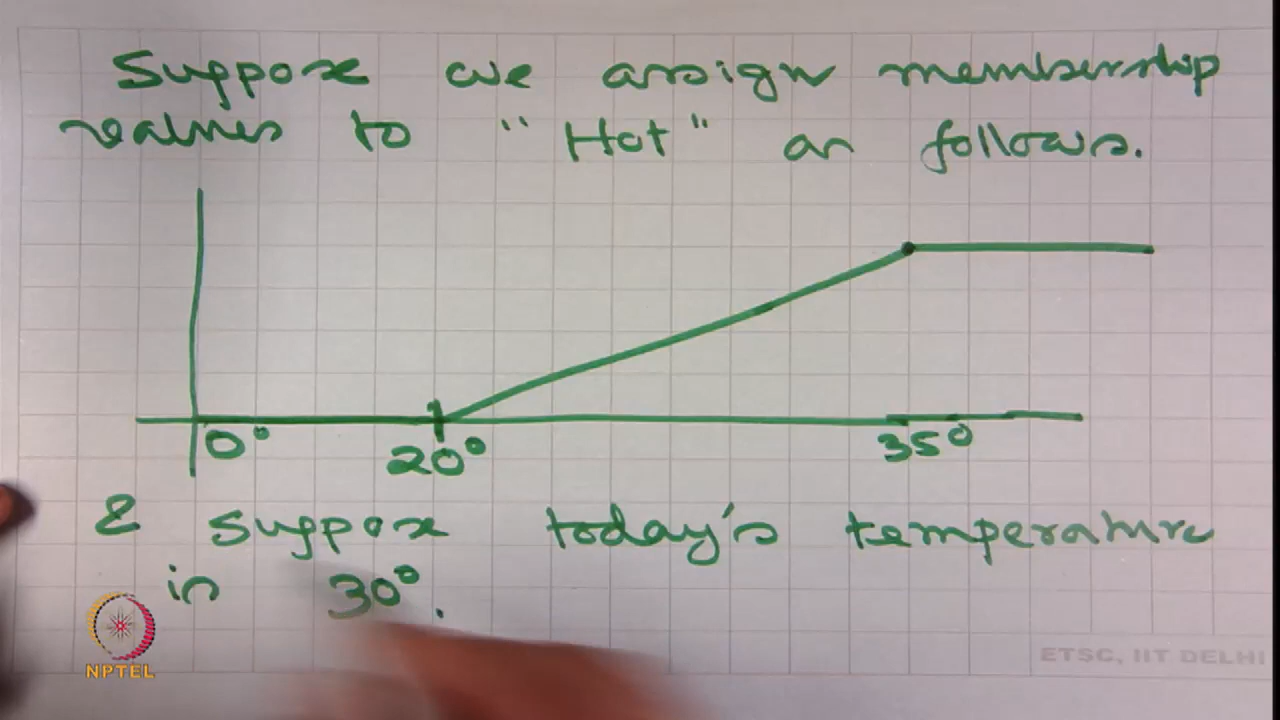 Suppose we assign membership
values to "Hot" as follows.
0° 20° 35°
& suppose today's temperature
is 30°.
NPTEL
ETSC, IIT DELHI